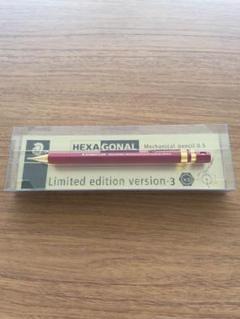 HEXAGONAL Mechanical pencil 0.5
Limited edition version-3